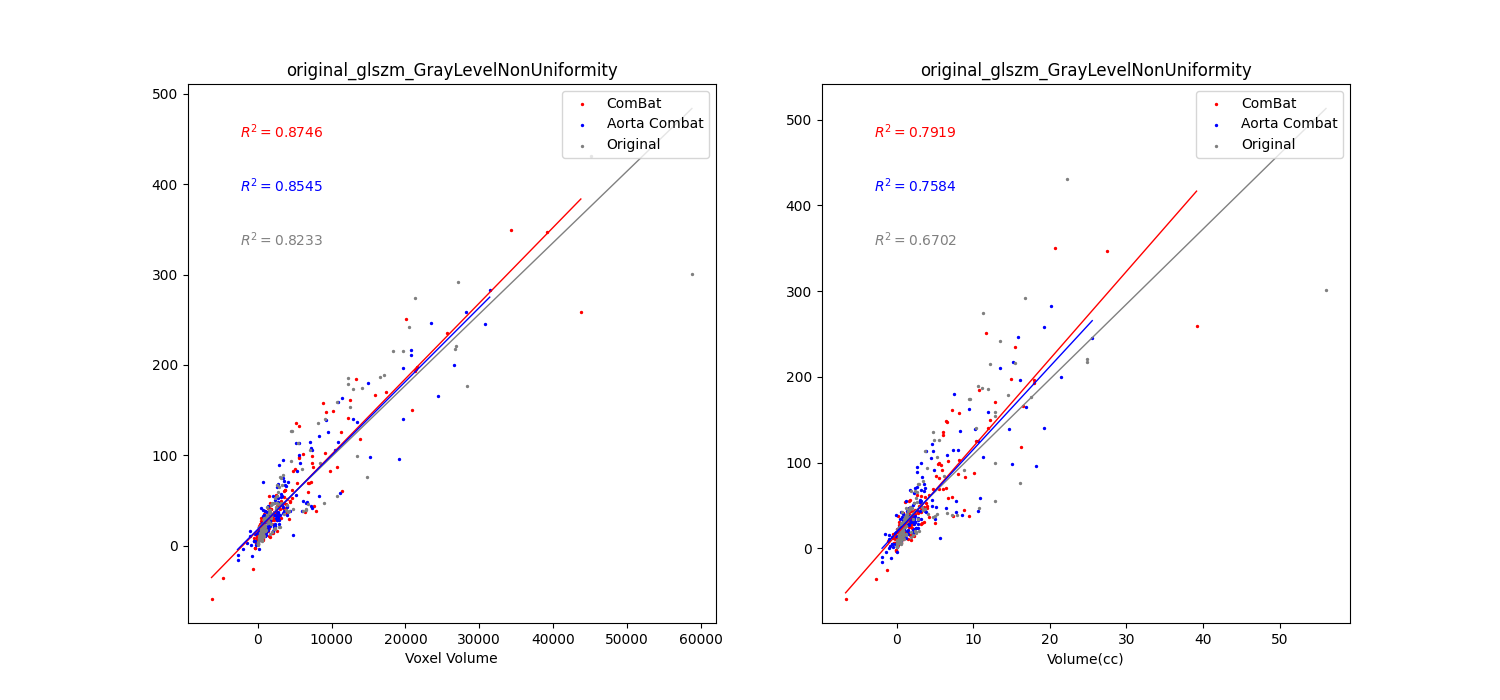 original_glszm_GrayLevelNonUniformity
500
400
300
200
100
0
R² = 0.8746
R² = 0.8545
R² = 0.8233
ComBat
Aorta Combat
Original
0 10000 20000 30000 40000 50000 60000
Voxel Volume
original_glszm_GrayLevelNonUniformity
500
400
300
200
100
0
R² = 0.7919
R² = 0.7584
R² = 0.6702
ComBat
Aorta Combat
Original
0 10 20 30 40 50
Volume(cc)